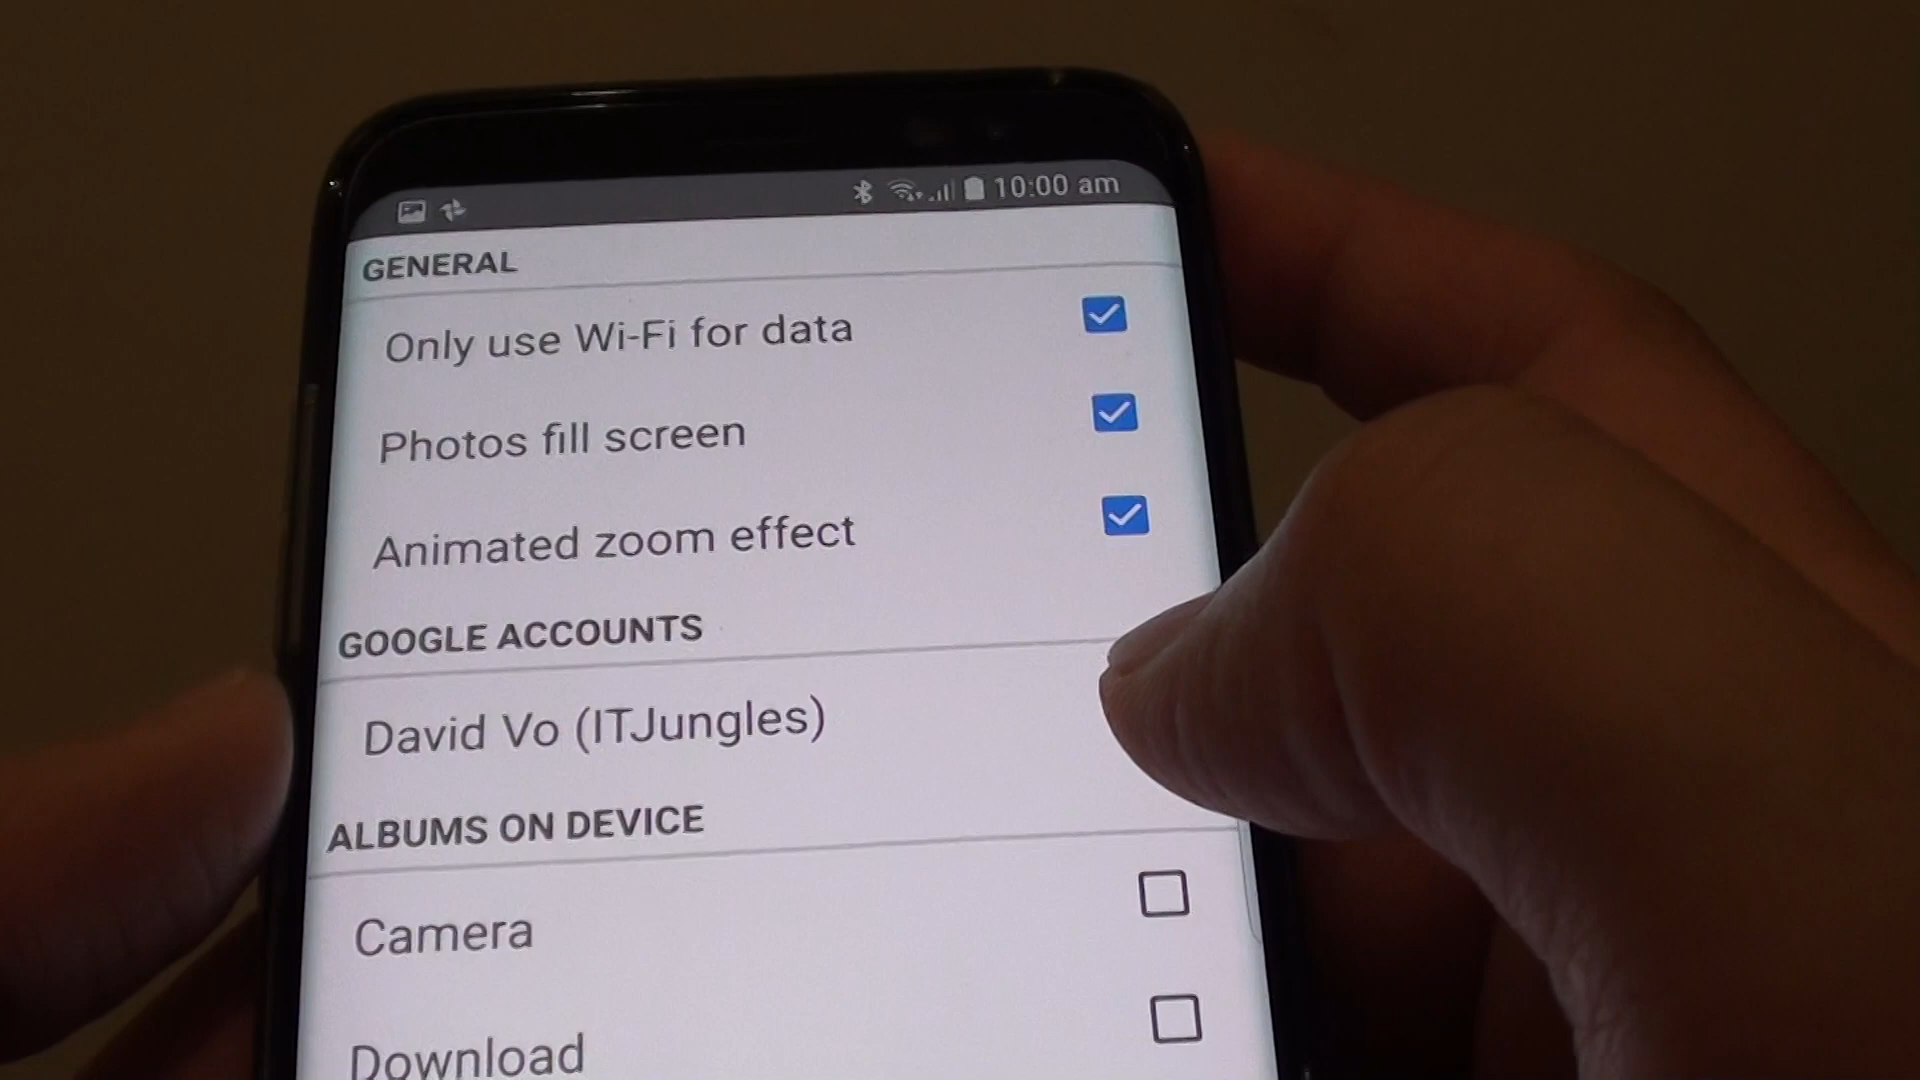 10:00 am
GENERAL
Only use Wi-Fi for data
Photos fill screen
Animated zoom effect
GOOGLE ACCOUNTS
David Vo (ITJungles)
ALBUMS ON DEVICE
Camera
Download